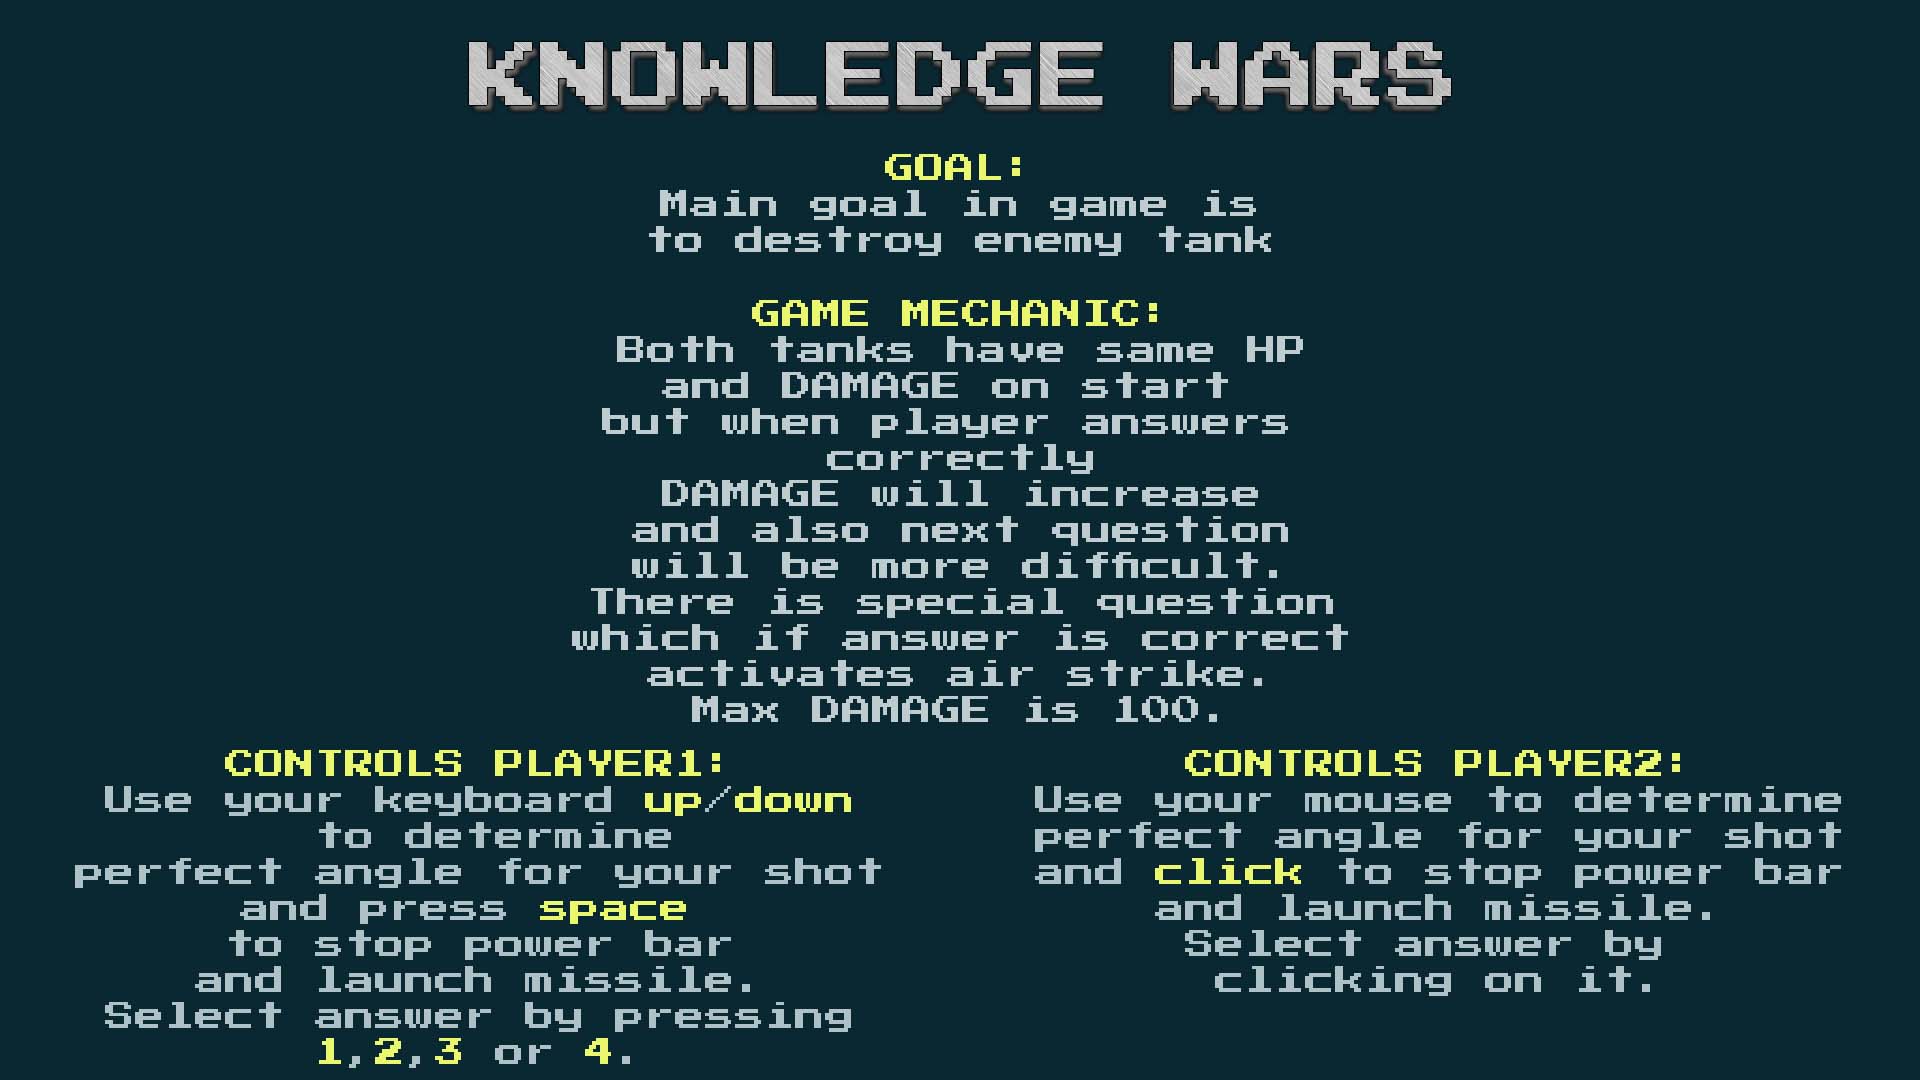 KNOWLEDGE WARS
GOAL:
Main goal in game is
to destroy enemy tank
GAME MECHANIC:
Both tanks have same HP
and DAMAGE on start
but when player answers
correctly
DAMAGE will increase
and also next question
will be more difficult.
There is special question
which if answer is correct
activates air strike.
Max DAMAGE is 100.
CONTROLS PLAYER1:
Use your keyboard up/down
to determine
perfect angle for your shot
and press space
to stop power bar
and launch missile.
Select answer by pressing
1,2,3 or 4.
CONTROLS PLAYER2:
Use your mouse to determine
perfect angle for your shot
and click to stop power bar
and launch missile.
Select answer by
clicking on it.